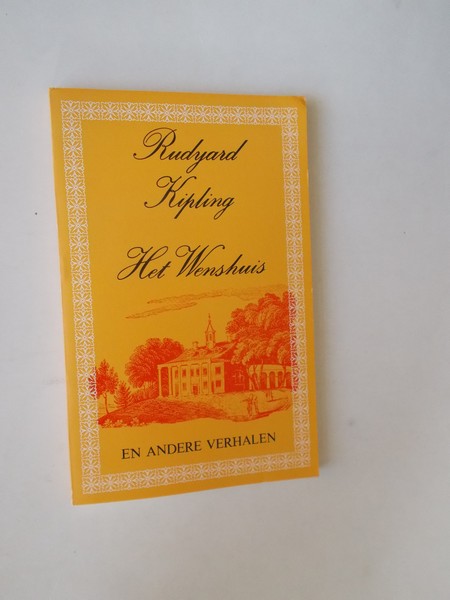 Rudyard
Kipling
Het Wenshuis
EN ANDERE VERHALEN